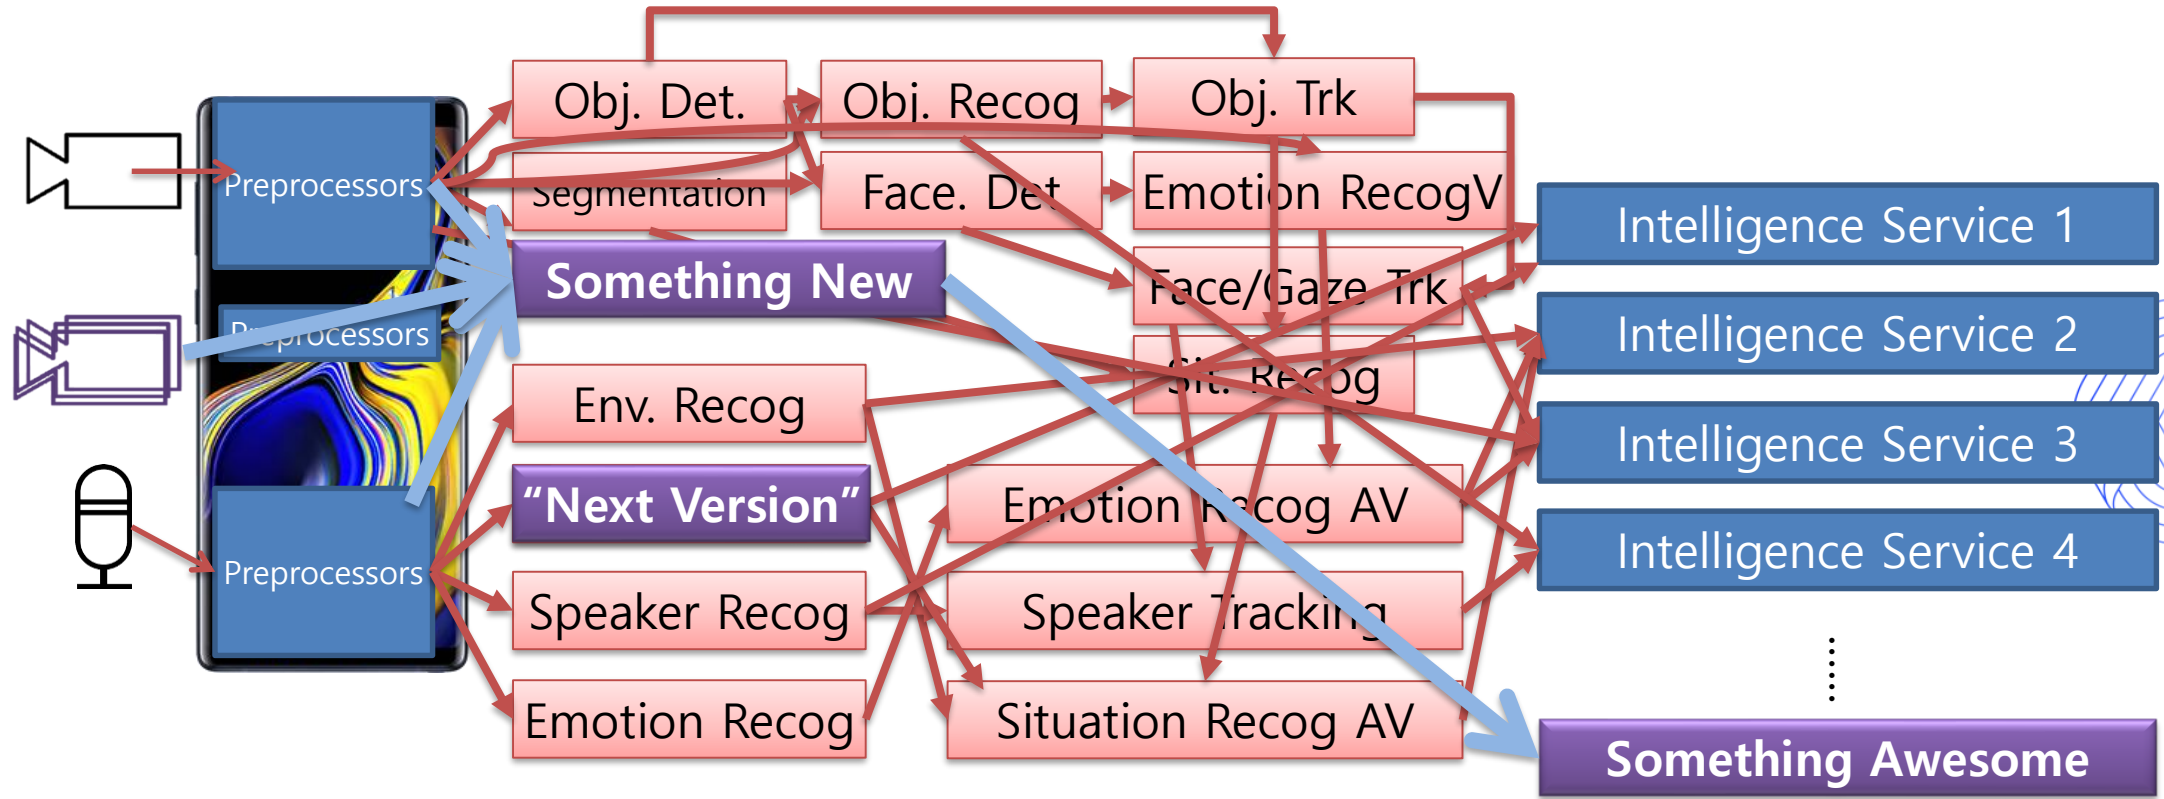 Obj. Det.
Obj. Recog
Obj. Trk
Preprocessors
Segmentation
Face. Det
Emotion RecogV
Intelligence Service 1
Something New
Face/Gaze Trk
Preprocessors
Intelligence Service 2
Sit. Recog
Env. Recog
Intelligence Service 3
“Next Version”
Emotion Recog AV
Intelligence Service 4
Preprocessors
Speaker Recog
Speaker Tracking
Emotion Recog
Situation Recog AV
......
Something Awesome